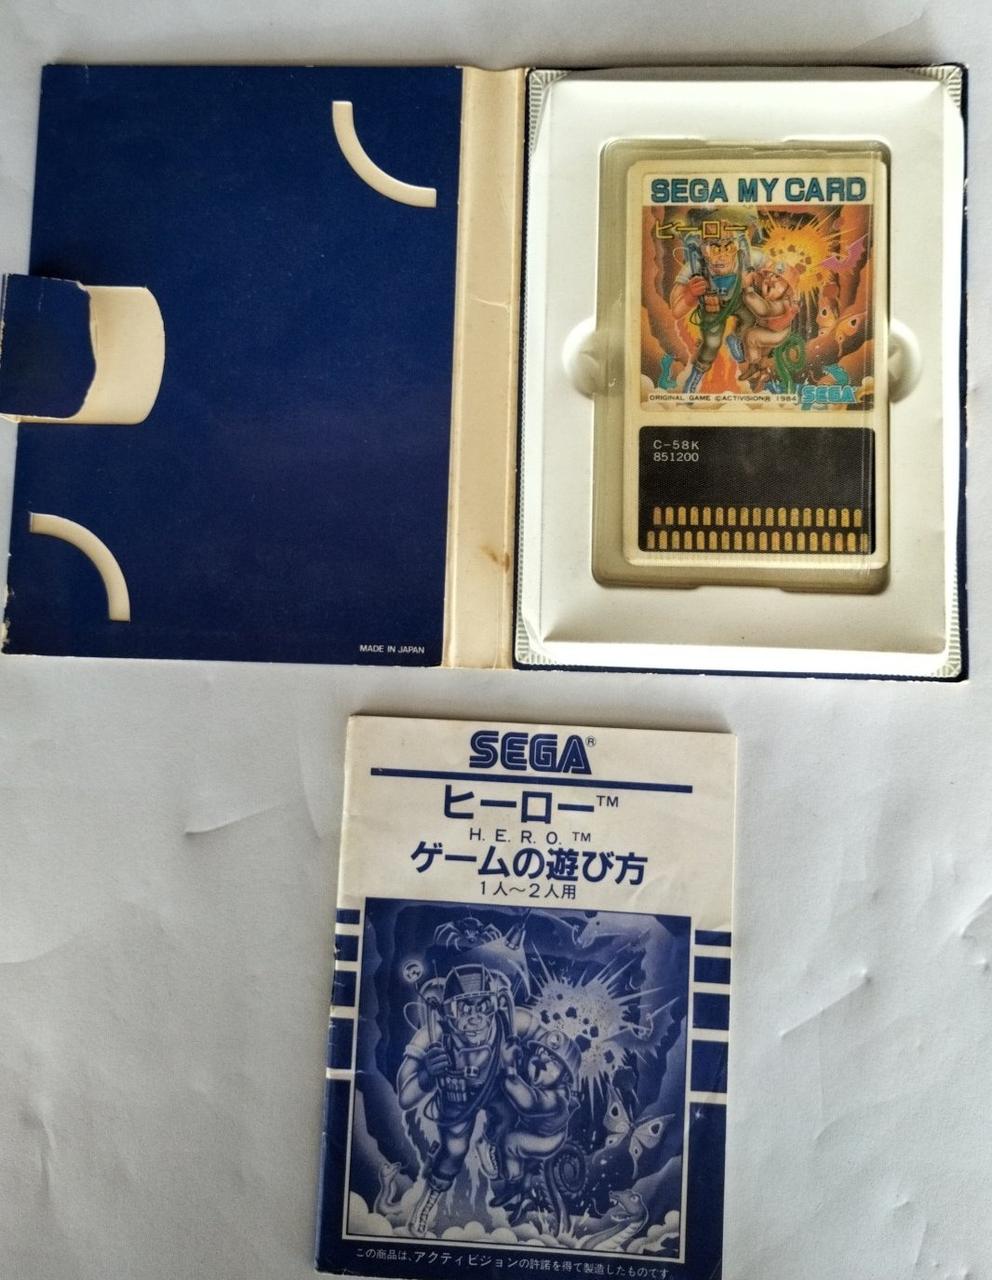 SEGA MY CARD
ヒーロー™
ORIGINAL GAME ©ACTIVISION® 1984
SEGA
C-58K
851200
MADE IN JAPAN
SEGA®
ヒーロー™
H.E.R.O.™
ゲームの遊び方
1人～2人用
この商品は、アクティビジョンの許諾を得て製造したものです。